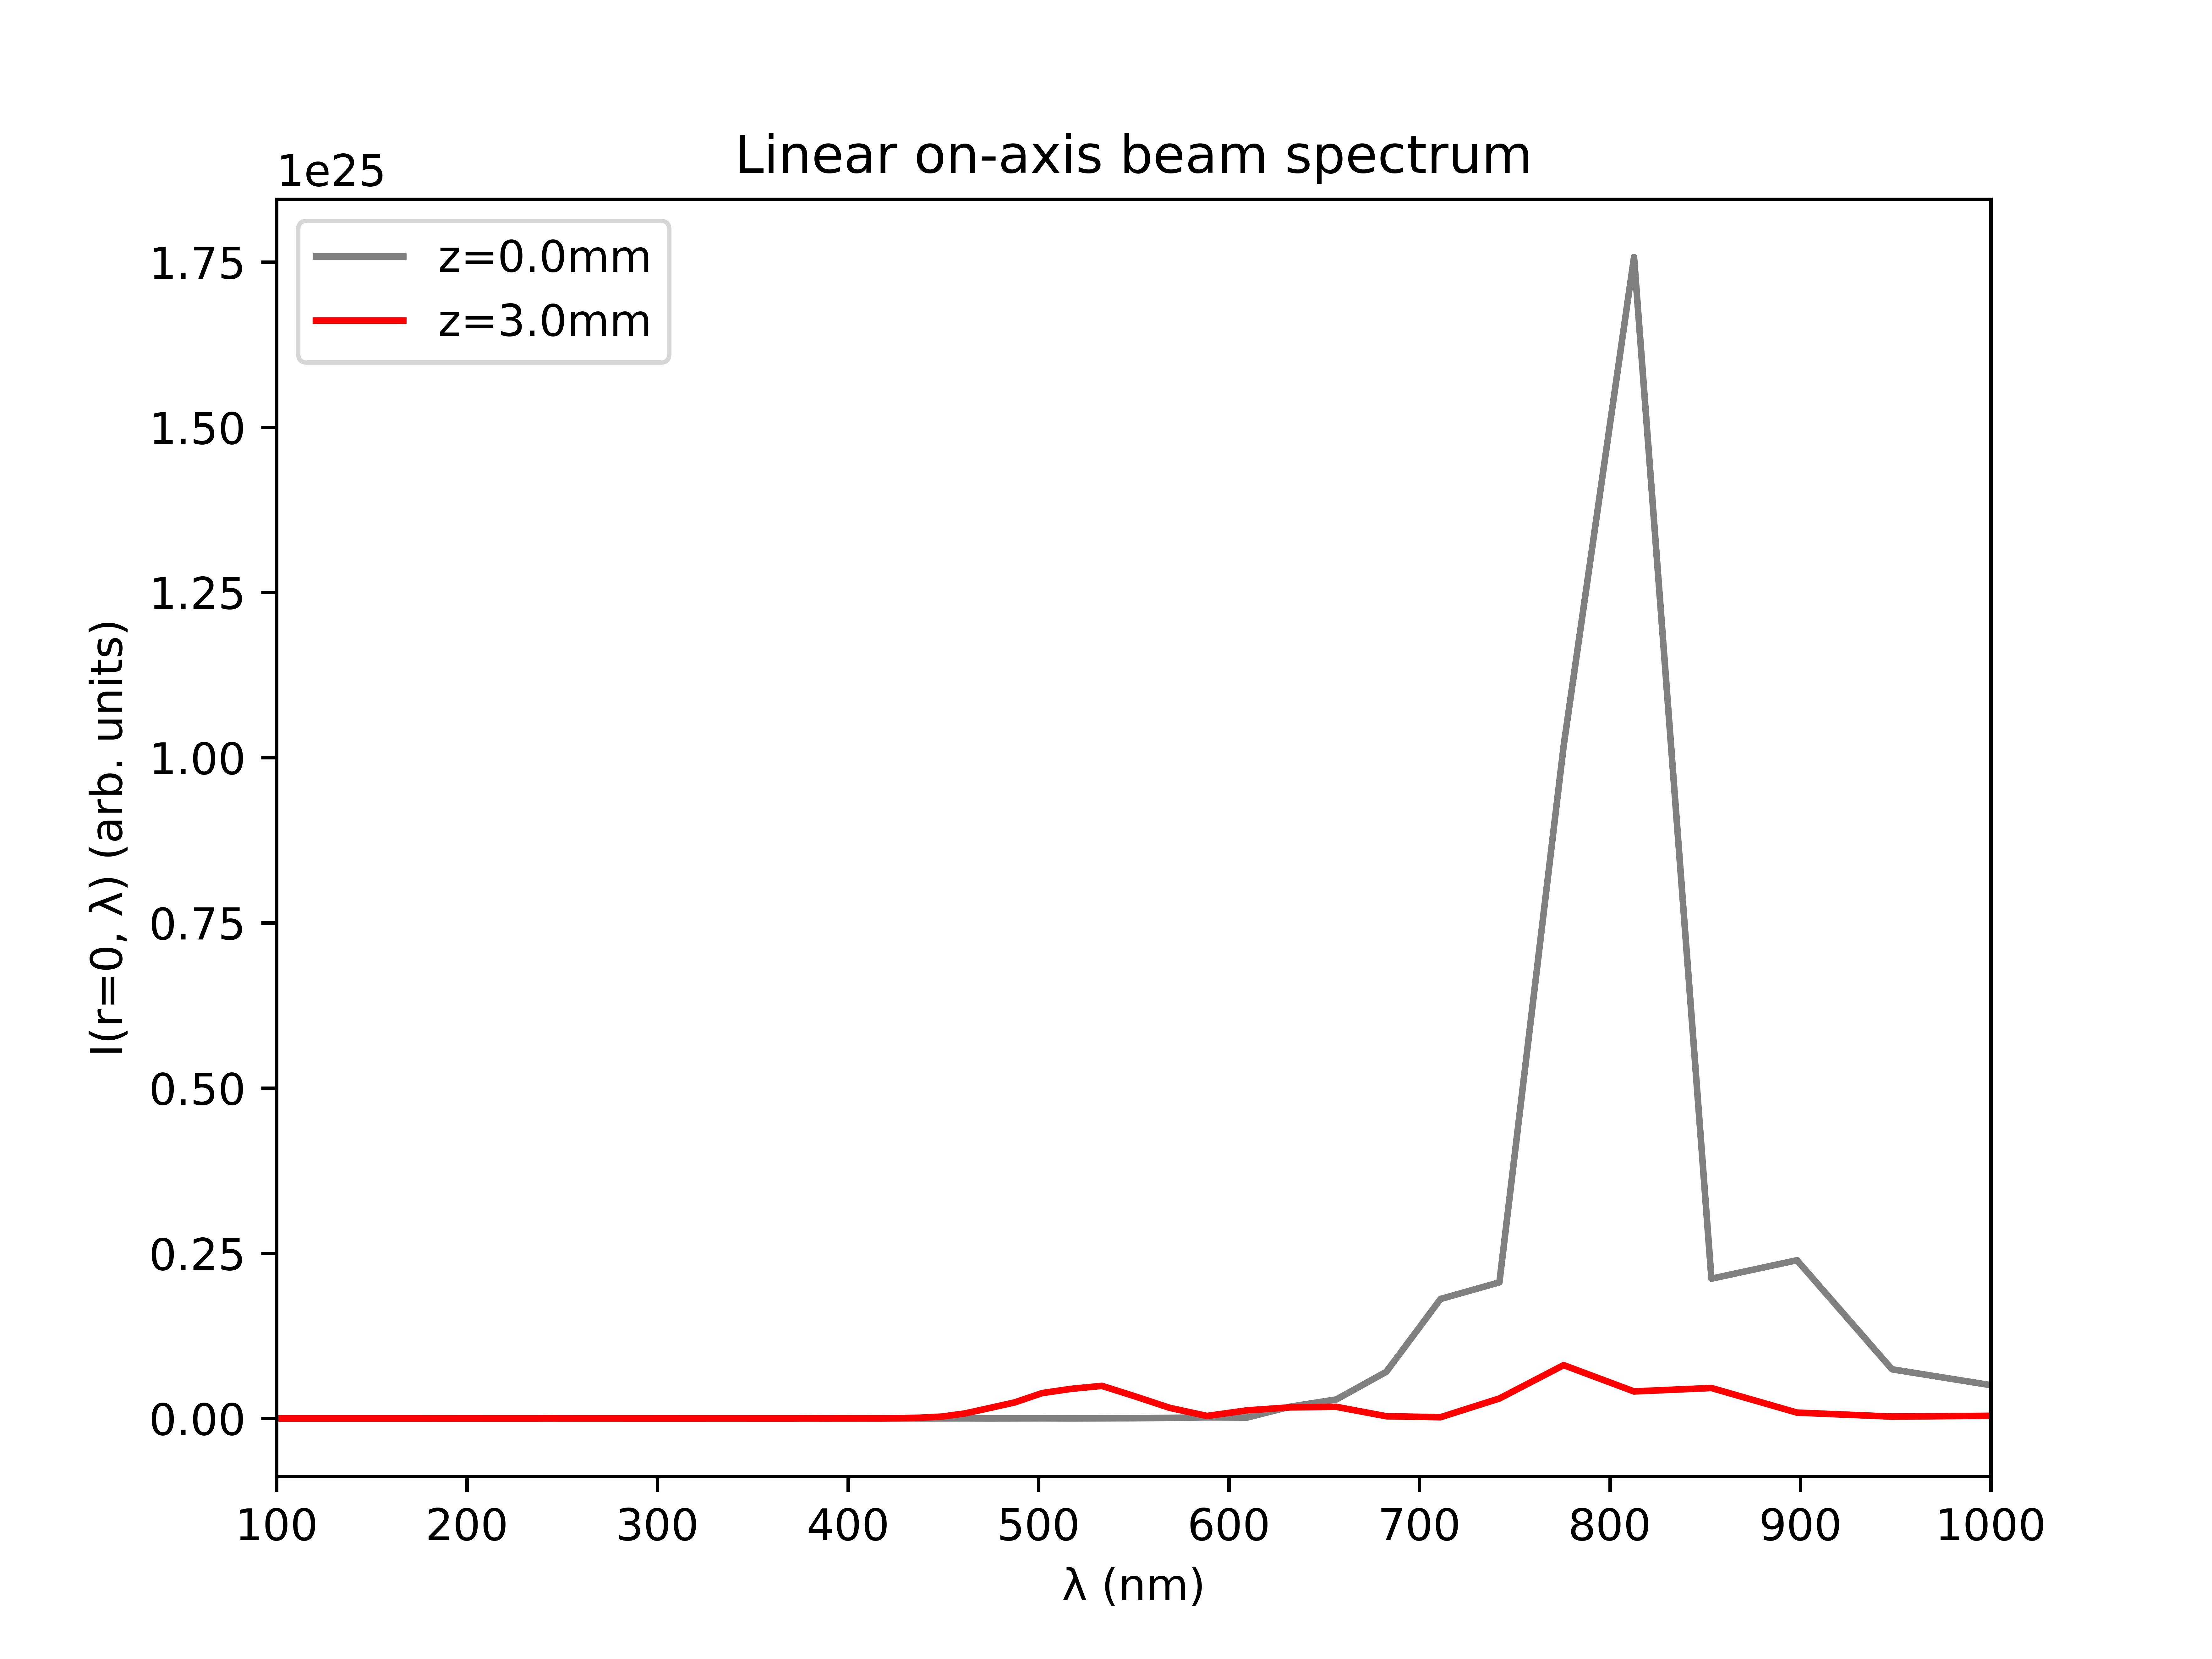 Linear on-axis beam spectrum
1e25
z=0.0mm
z=3.0mm
1.75
1.50
1.25
1.00
0.75
0.50
0.25
0.00
I(r=0, λ) (arb. units)
100 200 300 400 500 600 700 800 900 1000
λ (nm)